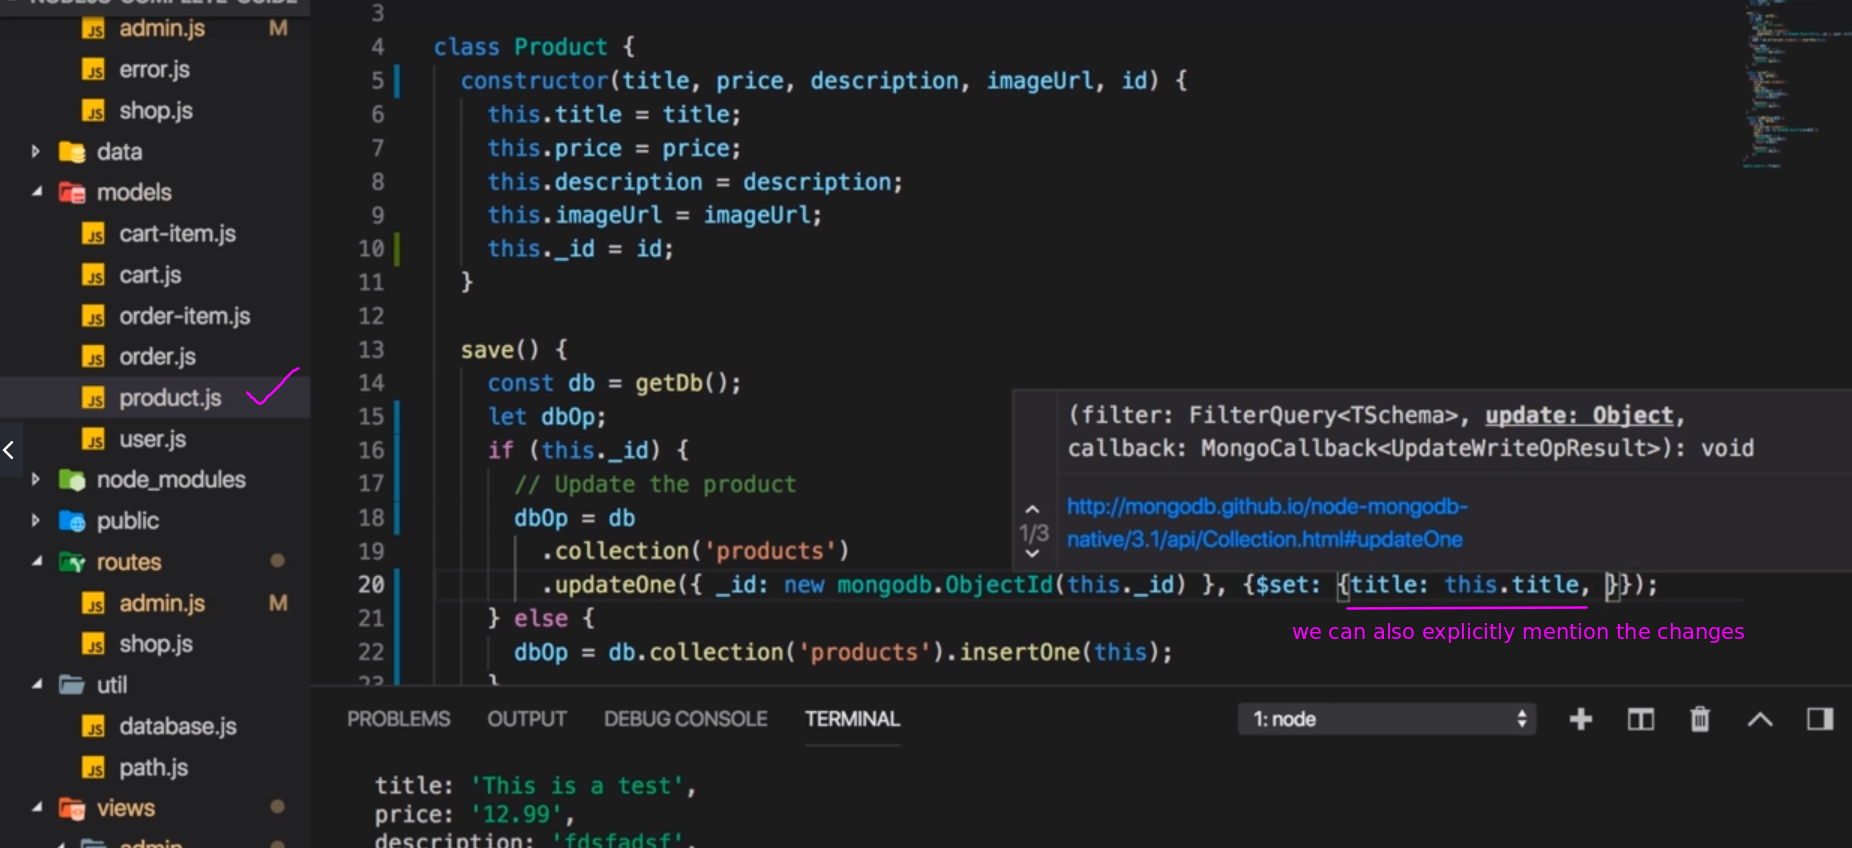 NODEJS-COMPLETE-GUIDE
admin.js M
error.js
shop.js
data
models
cart-item.js
cart.js
order-item.js
order.js
product.js
user.js
node_modules
public
routes
admin.js M
shop.js
util
database.js
path.js
views
admin
3
4 class Product {
5 constructor(title, price, description, imageUrl, id) {
6 this.title = title;
7 this.price = price;
8 this.description = description;
9 this.imageUrl = imageUrl;
10 this._id = id;
11 }
12
13 save() {
14 const db = getDb();
15 let dbOp;
16 if (this._id) {
17 // Update the product
18 dbOp = db
19 .collection('products')
20 .updateOne({ _id: new mongodb.ObjectId(this._id) }, {$set: {title: this.title, }});
21 } else {
22 dbOp = db.collection('products').insertOne(this);
23 }
(filter: FilterQuery<TSchema>, update: Object,
callback: MongoCallback<UpdateWriteOpResult>): void
1/3
http://mongodb.github.io/node-mongodb-
native/3.1/api/Collection.html#updateOne
we can also explicitly mention the changes
PROBLEMS OUTPUT DEBUG CONSOLE TERMINAL 1: node
title: 'This is a test',
price: '12.99',
description: 'fdsfadsf',